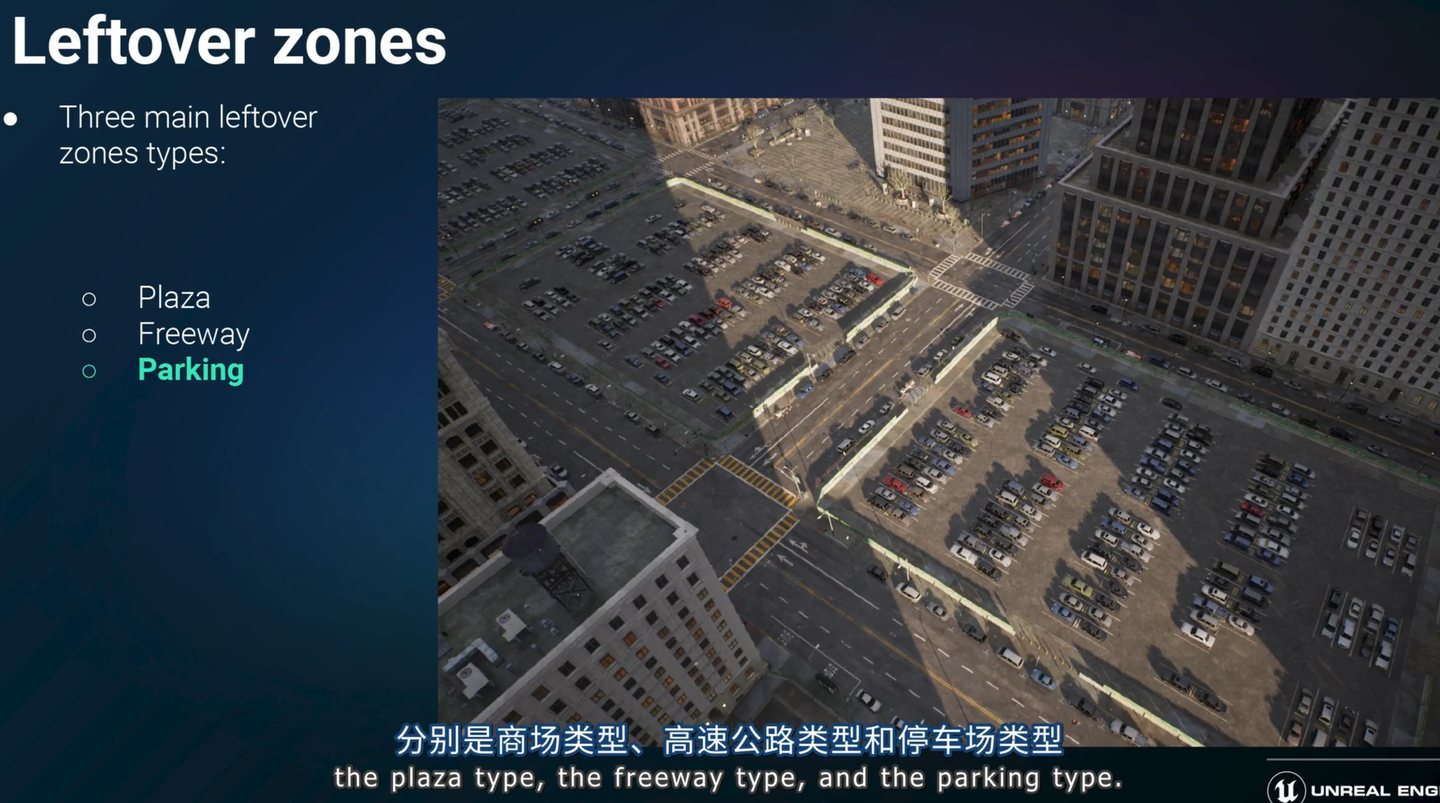 Leftover zones
Three main leftover
zones types:
Plaza
Freeway
Parking
分别是商场类型、高速公路类型和停车场类型
the plaza type, the freeway type, and the parking type.
UNREAL ENG